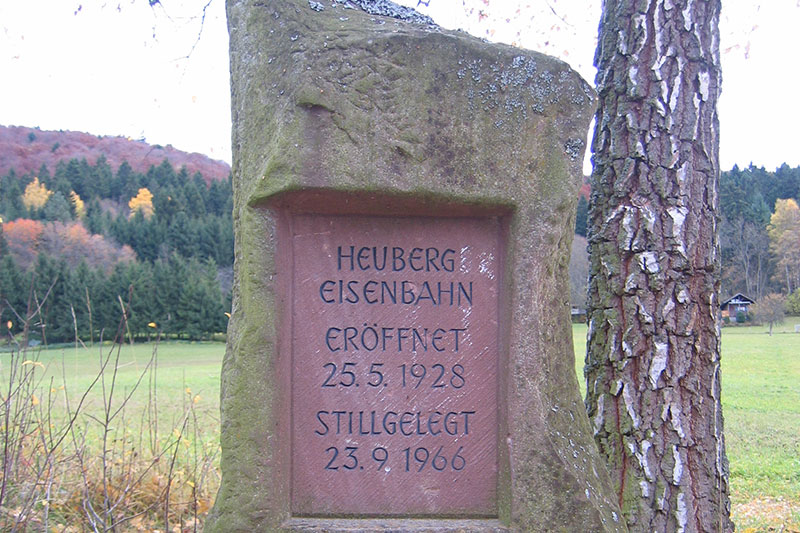 HEUBERG
EISENBAHN
ERÖFFNET
25.5.1928
STILLGELEGT
23.9 1966